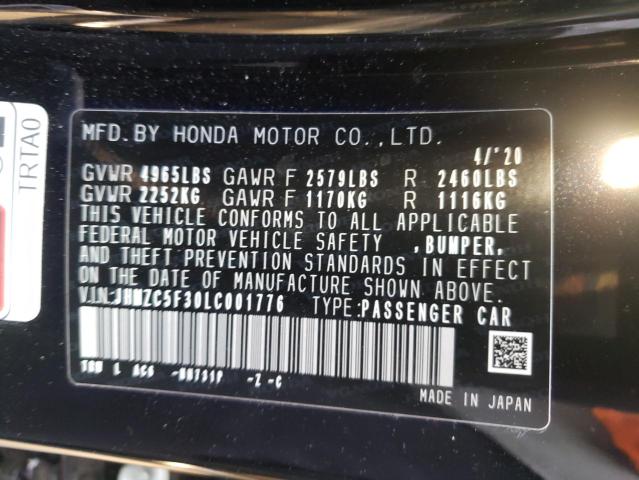 TRTA0
MFD. BY HONDA MOTOR CO., LTD.
4/'20
GVWR 4965LBS GAWR F 2579LBS R 2460LBS
GVWR 2252KG GAWR F 1170KG R 1116KG
THIS VEHICLE CONFORMS TO ALL APPLICABLE
FEDERAL MOTOR VEHICLE SAFETY , BUMPER,
AND THEFT PREVENTION STANDARDS IN EFFECT
ON THE DATE OF MANUFACTURE SHOWN ABOVE.
VIN:JHMZC5F30LC001776 TYPE:PASSENGER CAR
MADE IN JAPAN